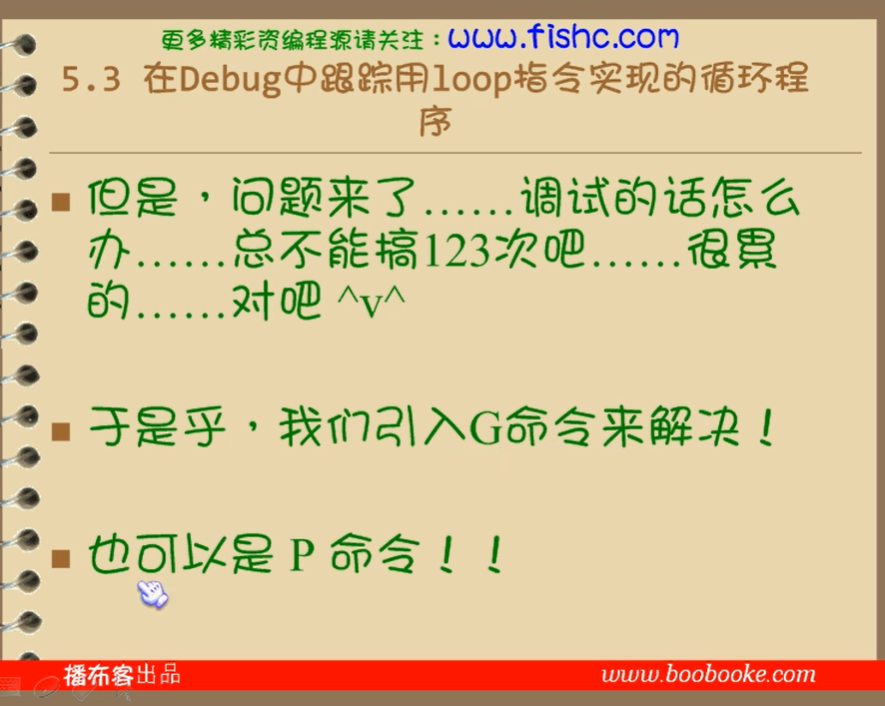 更多精彩资编程源请关注：www.fishc.com
5.3 在Debug中跟踪用loop指令实现的循环程
序
■ 但是，问题来了……调试的话怎么
办……总不能搞123次吧……很累
的……对吧 ^v^
■ 于是乎，我们引入G命令来解决！
■ 也可以是 P 命令！！
播布客出品
www.boobooke.com